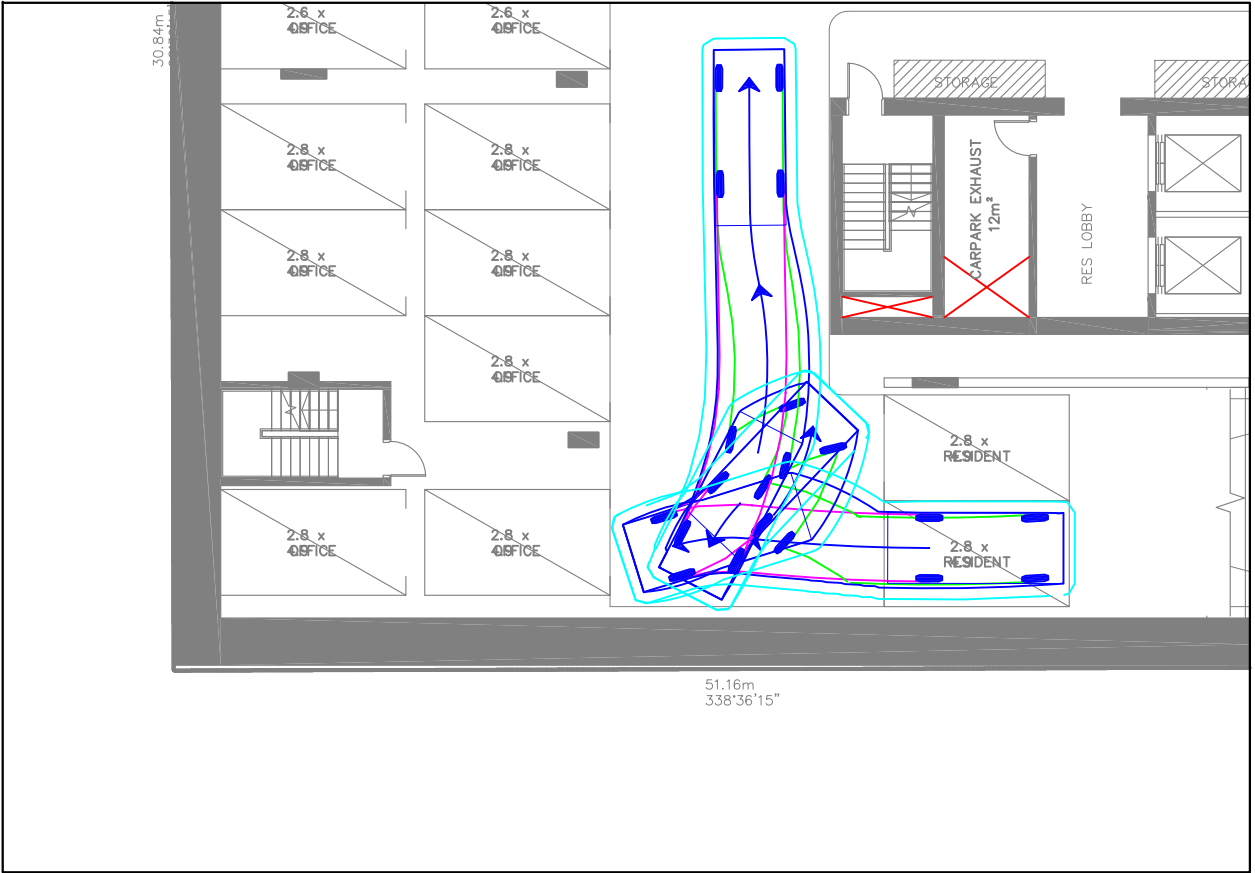 30.84m
2.6 x
OFFICE
2.6 x
OFFICE
STORAGE
STORA
2.8 x
OFFICE
2.8 x
OFFICE
CARPARK EXHAUST
12m²
RES LOBBY
2.8 x
OFFICE
2.8 x
OFFICE
2.8 x
OFFICE
2.8 x
RESIDENT
2.8 x
OFFICE
2.8 x
OFFICE
2.8 x
RESIDENT
51.16m
338°36'15"